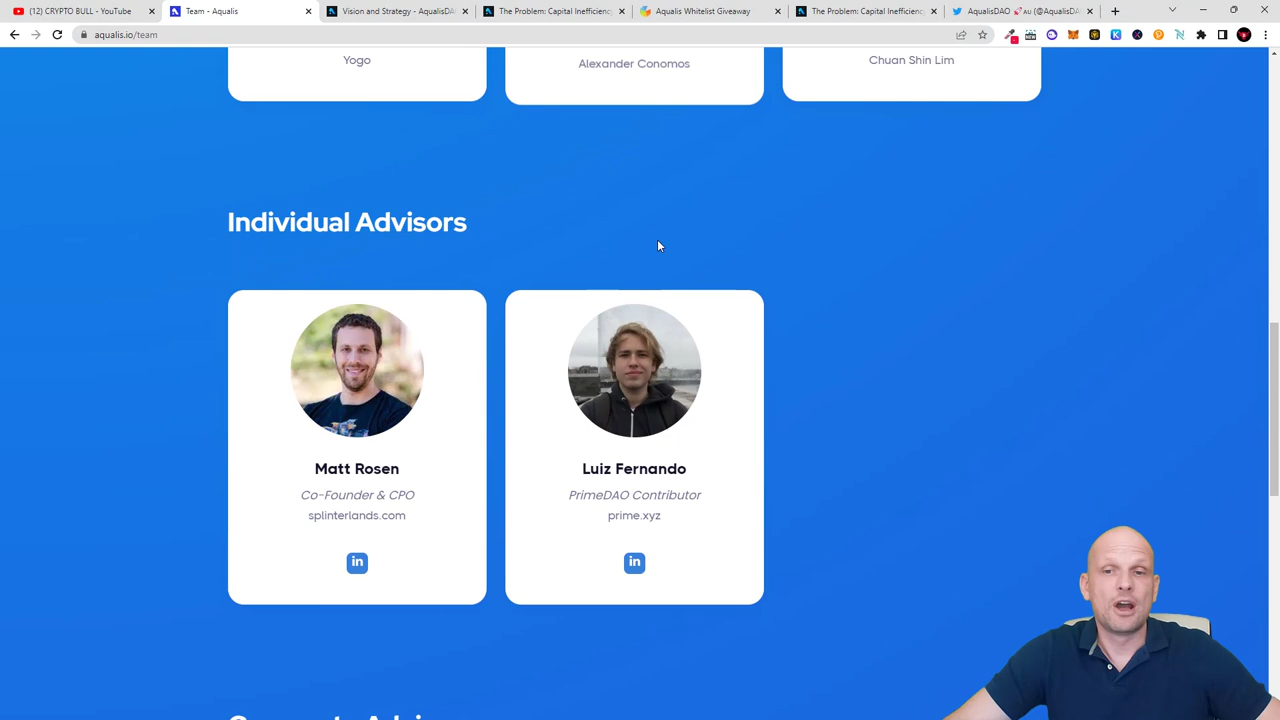 (12) CRYPTO BULL - YouTube
Team - Aqualis
Vision and Strategy - AqualisDA
The Problem: Capital Inefficienc
Aqualis Whitelist Giveaway
The Problem: Capital Inefficienc
AqualisDAO
(@AqualisDA
aqualis.io/team
Yogo
Alexander Conomos
Chuan Shin Lim
Individual Advisors
Matt Rosen
Co-Founder & CPO
splinterlands.com
in
Luiz Fernando
PrimeDAO Contributor
prime.xyz
in